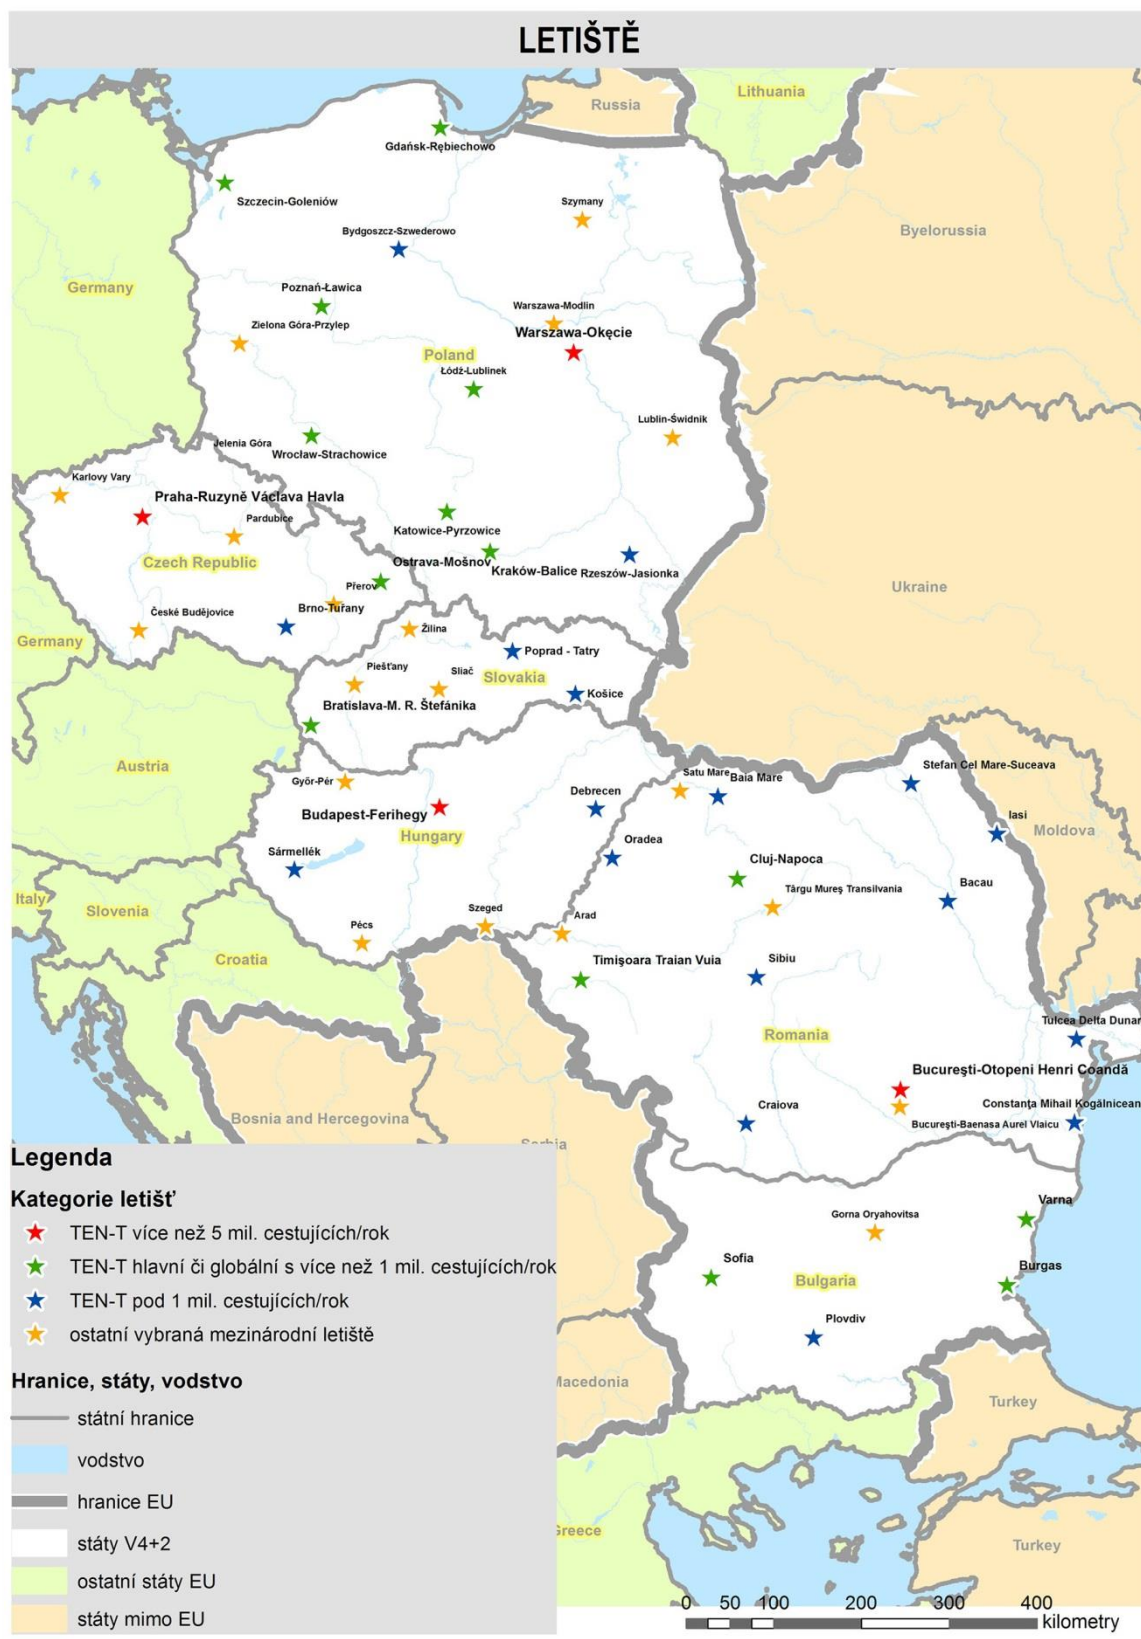 LETIŠTĚ
Lithuania
Russia
Gdańsk-Rębiechowo
Szczecin-Goleniów
Szymany
Bydgoszcz-Szwederowo
Byelorussia
Germany
Poznań-Ławica
Warszawa-Modlin
Zielona Góra-Przylep
Warszawa-Okęcie
Poland
Łódź-Lublinek
Lublin-Świdnik
Jelenia Góra
Wrocław-Strachowice
Karlovy Vary
Praha-Ruzyně Václava Havla
Pardubice
Katowice-Pyrzowice
Czech Republic
Ostrava-Mošnov
Kraków-Balice
Rzeszów-Jasionka
Přerov
Ukraine
České Budějovice
Brno-Tuřany
Germany
Žilina
Poprad - Tatry
Piešťany
Sliač
Slovakia
Košice
Bratislava-M. R. Štefánika
Austria
Stefan Cel Mare-Suceava
Győr-Pér
Satu Mare
Baia Mare
Debrecen
Budapest-Ferihegy
Iasi
Hungary
Oradea
Moldova
Sármellék
Cluj-Napoca
Bacau
Târgu Mureş Transilvania
Italy
Slovenia
Szeged
Arad
Pécs
Croatia
Timişoara Traian Vuia
Sibiu
Tulcea Delta Dunar
Romania
Bucureşti-Otopeni Henri Coandă
Craiova
Constanţa Mihail Kogălnicean
Bosnia and Hercegovina
Bucureşti-Baenasa Aurel Vlaicu
Serbia
Legenda
Kategorie letišť
TEN-T více než 5 mil. cestujících/rok
TEN-T hlavní či globální s více než 1 mil. cestujících/rok
TEN-T pod 1 mil. cestujících/rok
ostatní vybraná mezinárodní letiště
Varna
Gorna Oryahovitsa
Sofia
Burgas
Bulgaria
Plovdiv
Hranice, státy, vodstvo
státní hranice
vodstvo
hranice EU
státy V4+2
ostatní státy EU
státy mimo EU
Macedonia
Turkey
Greece
Turkey
0 50 100 200 300 400
kilometry